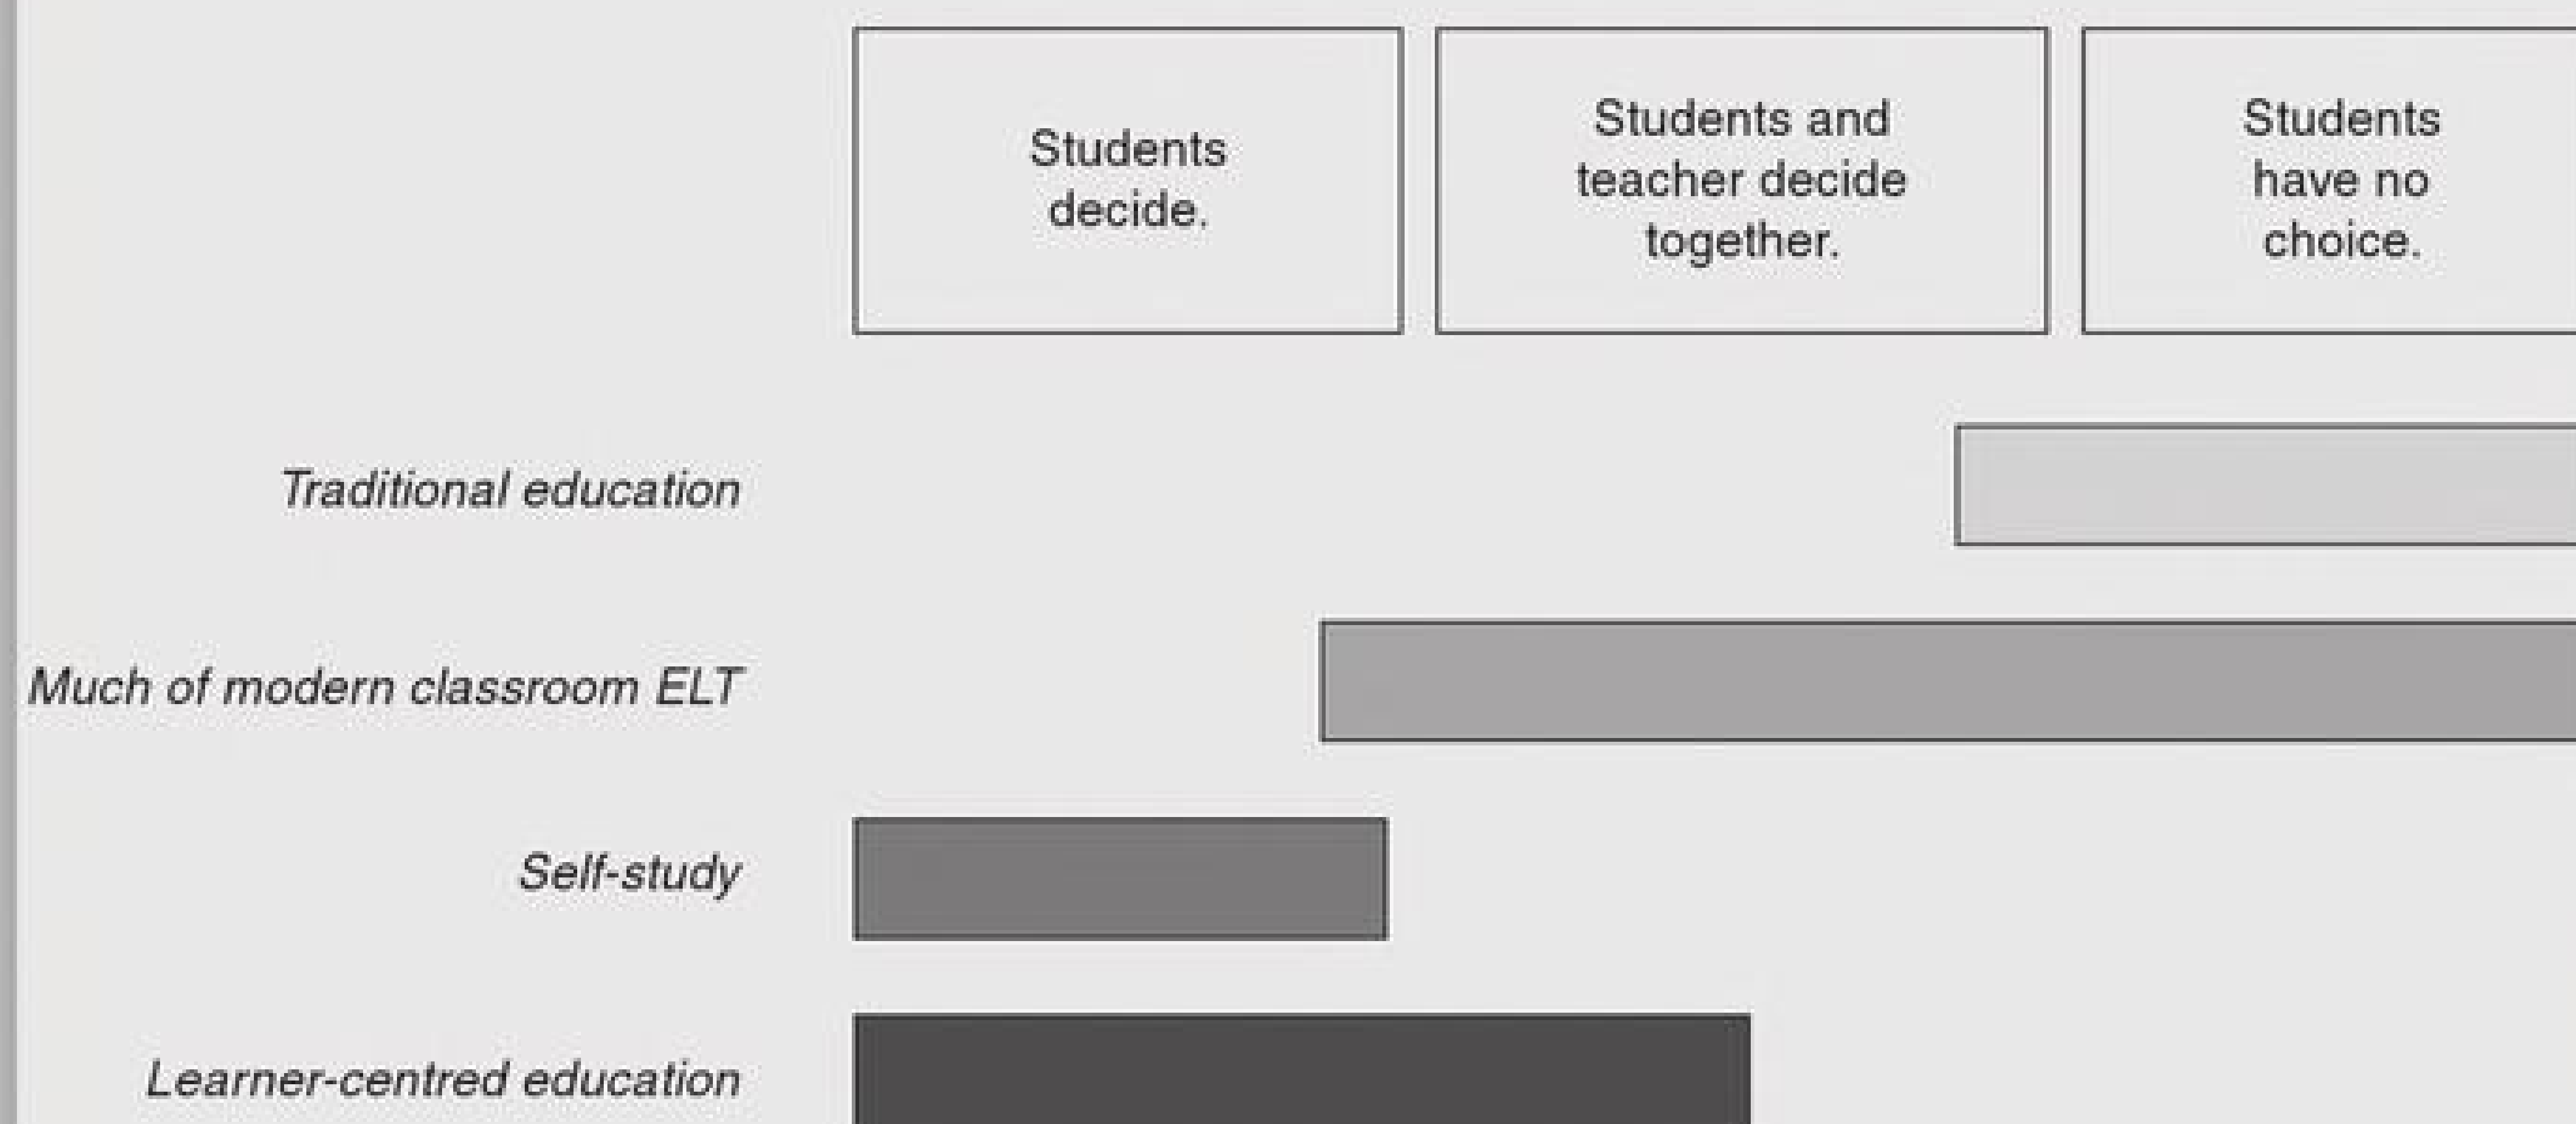 Students
decide.
Students and
teacher decide
together.
Students
have no
choice.
Traditional education
Much of modern classroom ELT
Self-study
Learner-centred education